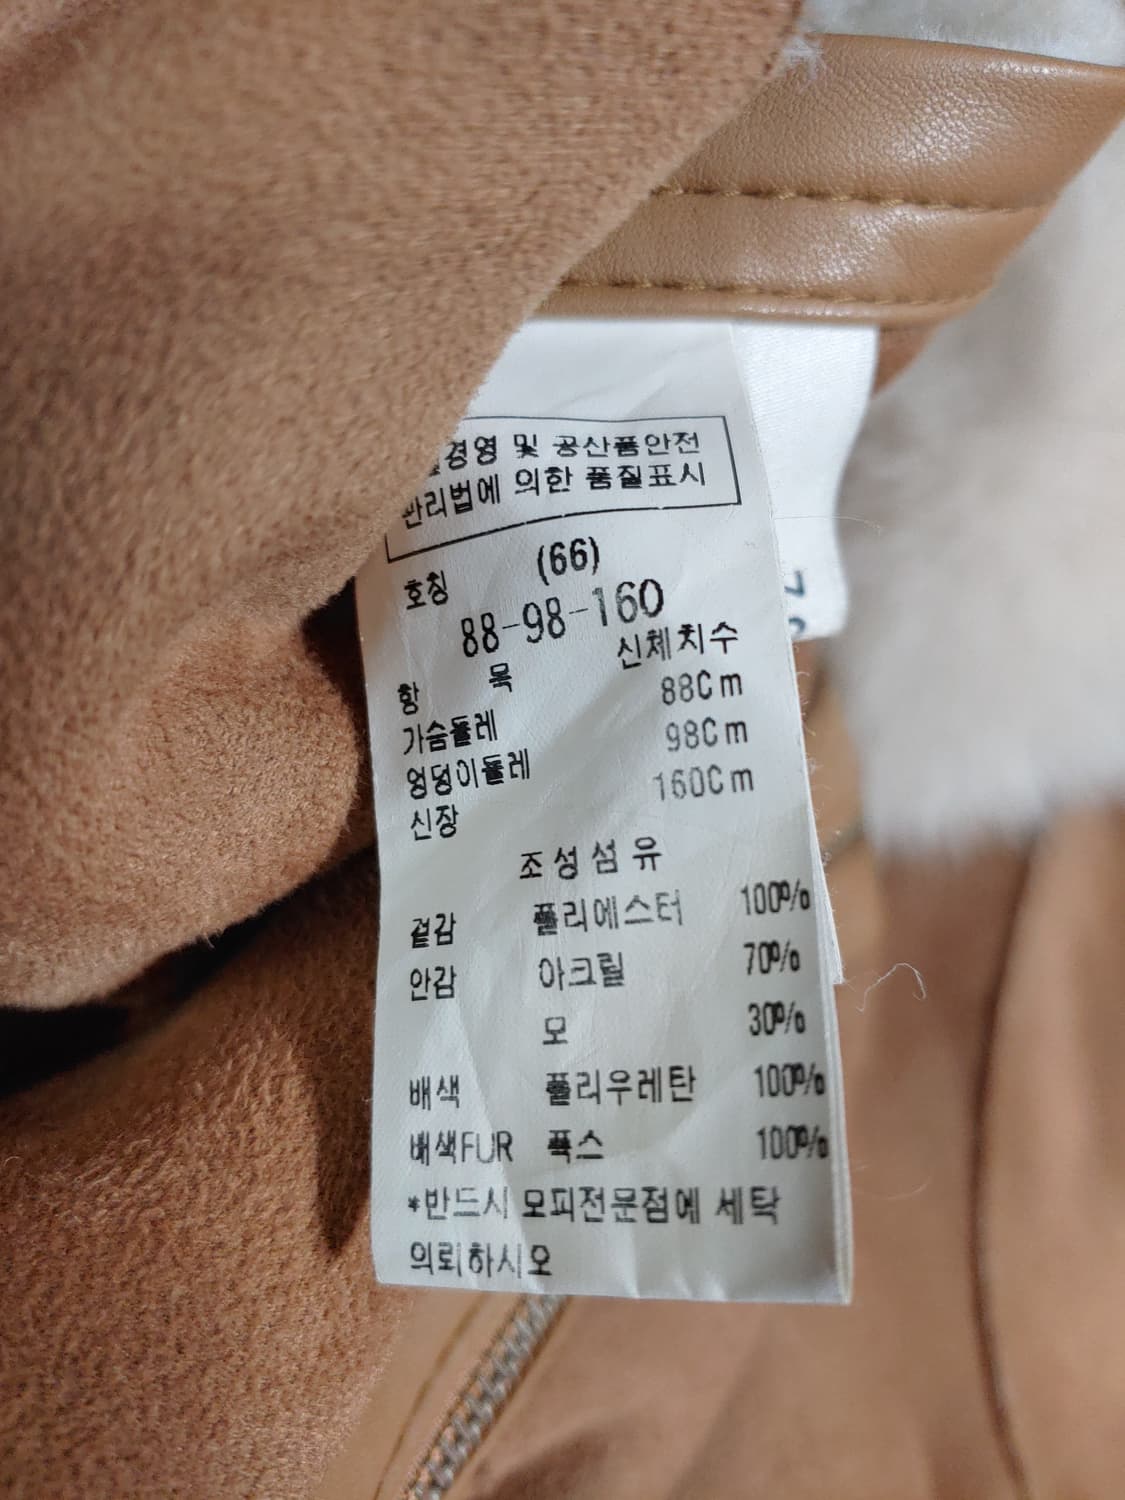 경영 및 공산품안전
관리법에 의한 품질표시
호칭 (66)
88-98-160
항 목 신체치수
가슴둘레 88Cm
엉덩이둘레 98Cm
신장 160Cm
조성섬유
겉감 폴리에스터 100%
안감 아크릴 70%
모 30%
배색 폴리우레탄 100%
배색FUR 폭스 100%
*반드시 모피전문점에 세탁
의뢰하시오